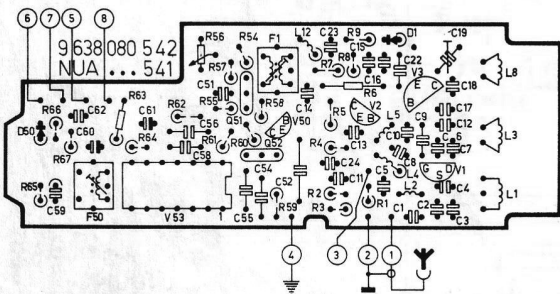 6 7 5 8
9 638 080 542
NUA ... 541
R56 R54 F1 L12 C23 R9 C15 D1 C19
R57 R7 R8 C22 V3 L8
C51 R6 C18
R63 R55 R58 C14 E C B
R66 C62 C61 R62 Q51 R5 V2 L5 C17
D50 C60 C56 C E B V50 C13 C10 C9 C12 L3
R67 R64 C58 R61 R60 Q52 R4 C6 C7
C24 C8 G S D V1
C54 C11 C5 L4
R65 C52 R2 L2 C4 L1
C59 F50 V53 1 C55 R59 R3 R1 C1 C2 C3
4 3 2 1